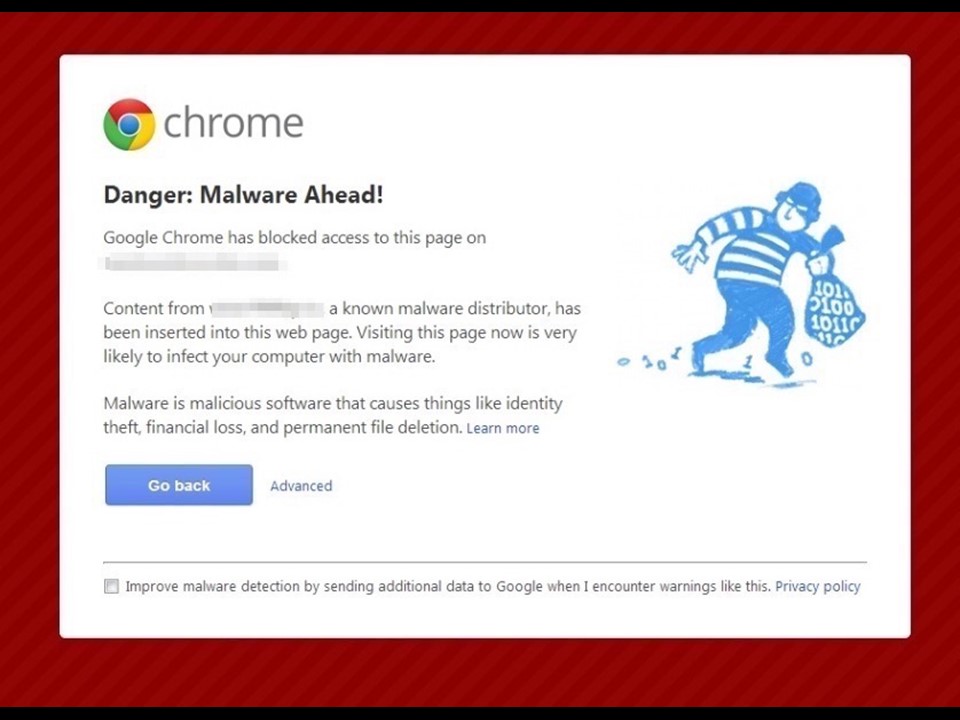 chrome
Danger: Malware Ahead!
Google Chrome has blocked access to this page on
Content from a known malware distributor, has
been inserted into this web page. Visiting this page now is very
likely to infect your computer with malware.
Malware is malicious software that causes things like identity
theft, financial loss, and permanent file deletion. Learn more
Go back Advanced
Improve malware detection by sending additional data to Google when I encounter warnings like this. Privacy policy